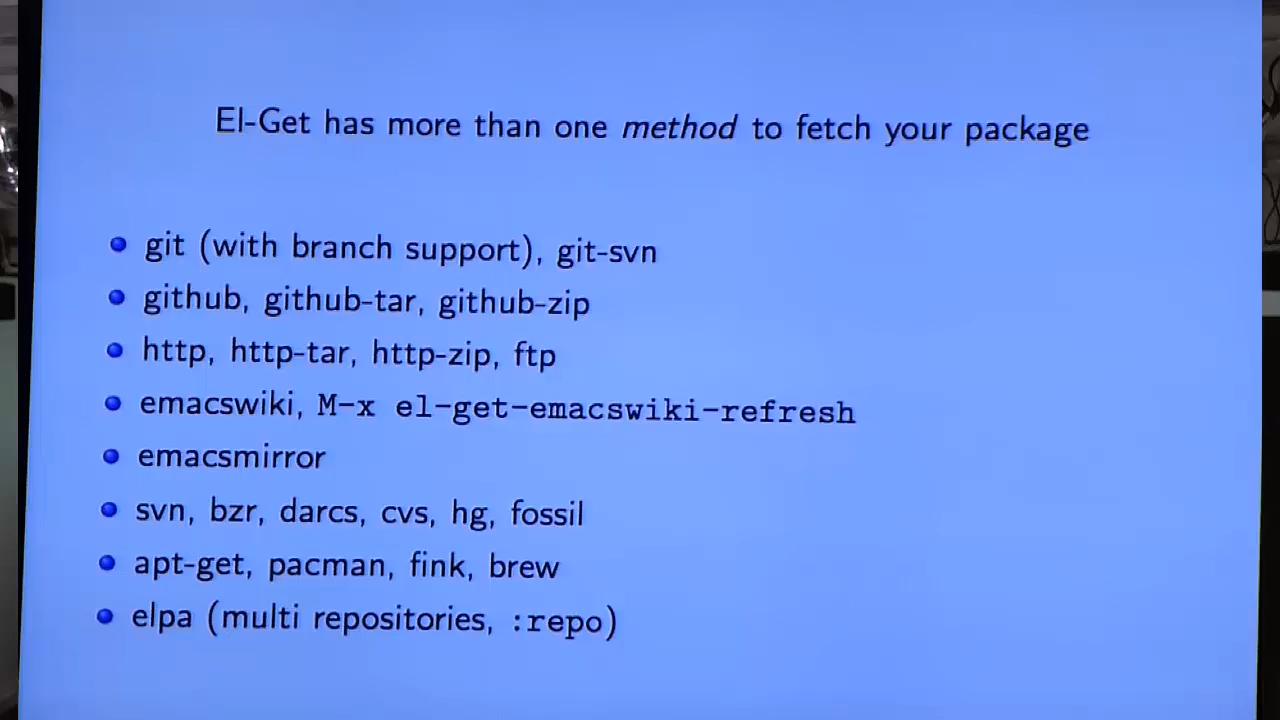 El-Get has more than one method to fetch your package
git (with branch support), git-svn
github, github-tar, github-zip
http, http-tar, http-zip, ftp
emacswiki, M-x el-get-emacswiki-refresh
emacsmirror
svn, bzr, darcs, cvs, hg, fossil
apt-get, pacman, fink, brew
elpa (multi repositories, :repo)